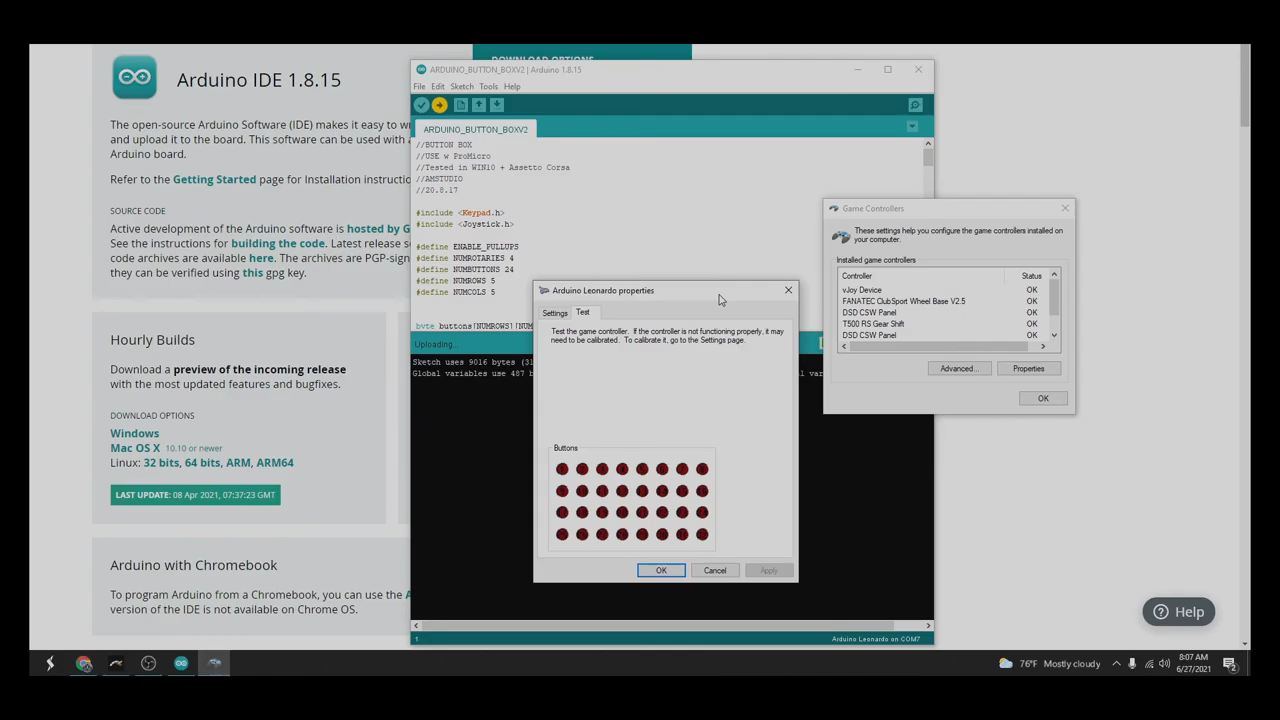 Arduino IDE 1.8.15
The open-source Arduino Software (IDE) makes it easy to
and upload it to the board. This software can be used with
Arduino board.
Refer to the Getting Started page for Installation
SOURCE CODE
Active development of the Arduino software is hosted by
See the instructions for building the code. Latest release
code archives are available here. The archives are PGP-
they can be verified using this gpg key.
Hourly Builds
Download a preview of the incoming release
with the most updated features and bugfixes.
DOWNLOAD OPTIONS
Windows
Mac OS X 10.10 or newer
Linux: 32 bits, 64 bits, ARM, ARM64
LAST UPDATE: 08 Apr 2021, 07:37:23 GMT
Arduino with Chromebook
To program Arduino from a Chromebook, you can use the
version of the IDE is not available on Chrome OS.
DOWNLOAD OPTIONS
ARDUINO_BUTTON_BOXV2 | Arduino 1.8.15
File Edit Sketch Tools Help
ARDUINO_BUTTON_BOXV2
//BUTTON BOX
//USE w ProMicro
//Tested in WIN10 + Assetto Corsa
//AMSTUDIO
//20.8.17
#include <Keypad.h>
#include <Joystick.h>
#define ENABLE_PULLUPS
#define NUMROTARIES 4
#define NUMBUTTONS 24
#define NUMROWS 5
#define NUMCOLS 5
byte buttons[NUMROWS]
Uploading...
Sketch uses 9016 bytes
Global variables use 487
1
Arduino Leonardo on COM7
Arduino Leonardo properties
Settings Test
Test the game controller. If the controller is not functioning properly, it may
need to be calibrated. To calibrate it, go to the Settings page.
Buttons
OK Cancel Apply
Game Controllers
These settings help you configure the game controllers installed on
your computer.
Installed game controllers
Controller Status
vJoy Device OK
FANATEC ClubSport Wheel Base V2.5 OK
DSD CSW Panel OK
T500 RS Gear Shift OK
DSD CSW Panel OK
Advanced... Properties
OK
Help
76°F Mostly cloudy
8:07 AM
6/27/2021
2